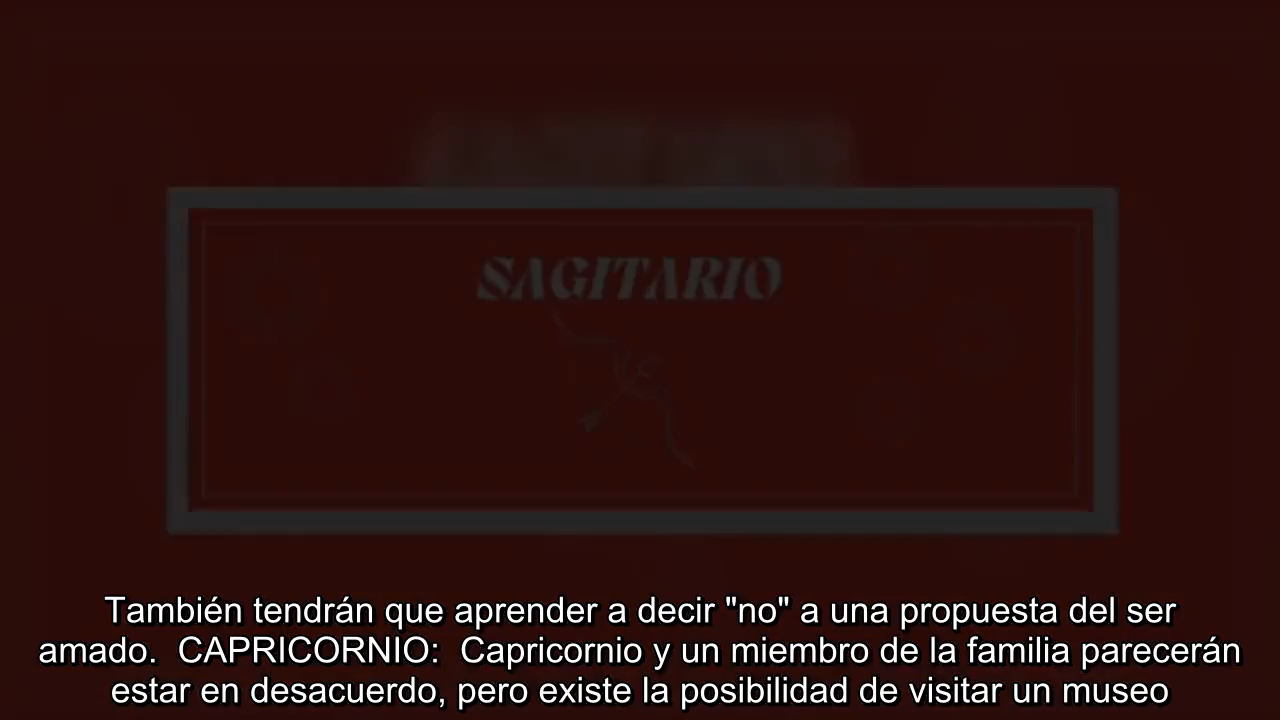 SAGITARIO
También tendrán que aprender a decir "no" a una propuesta del ser
amado.  CAPRICORNIO:  Capricornio y un miembro de la familia parecerán
estar en desacuerdo, pero existe la posibilidad de visitar un museo